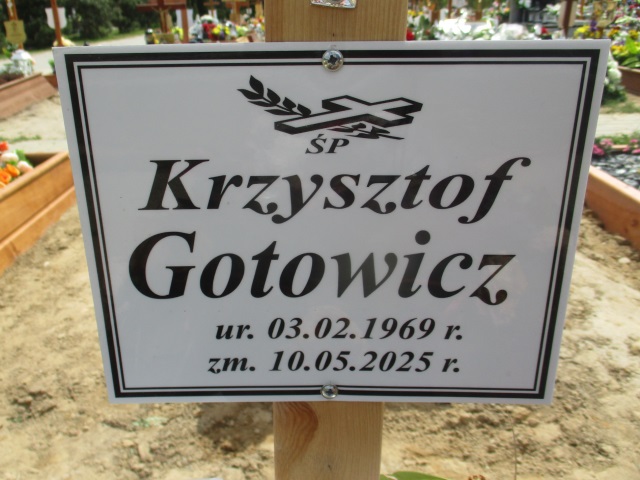 ŚP
Krzysztof
Gotowicz
ur. 03.02.1969 r.
zm. 10.05.2025 r.